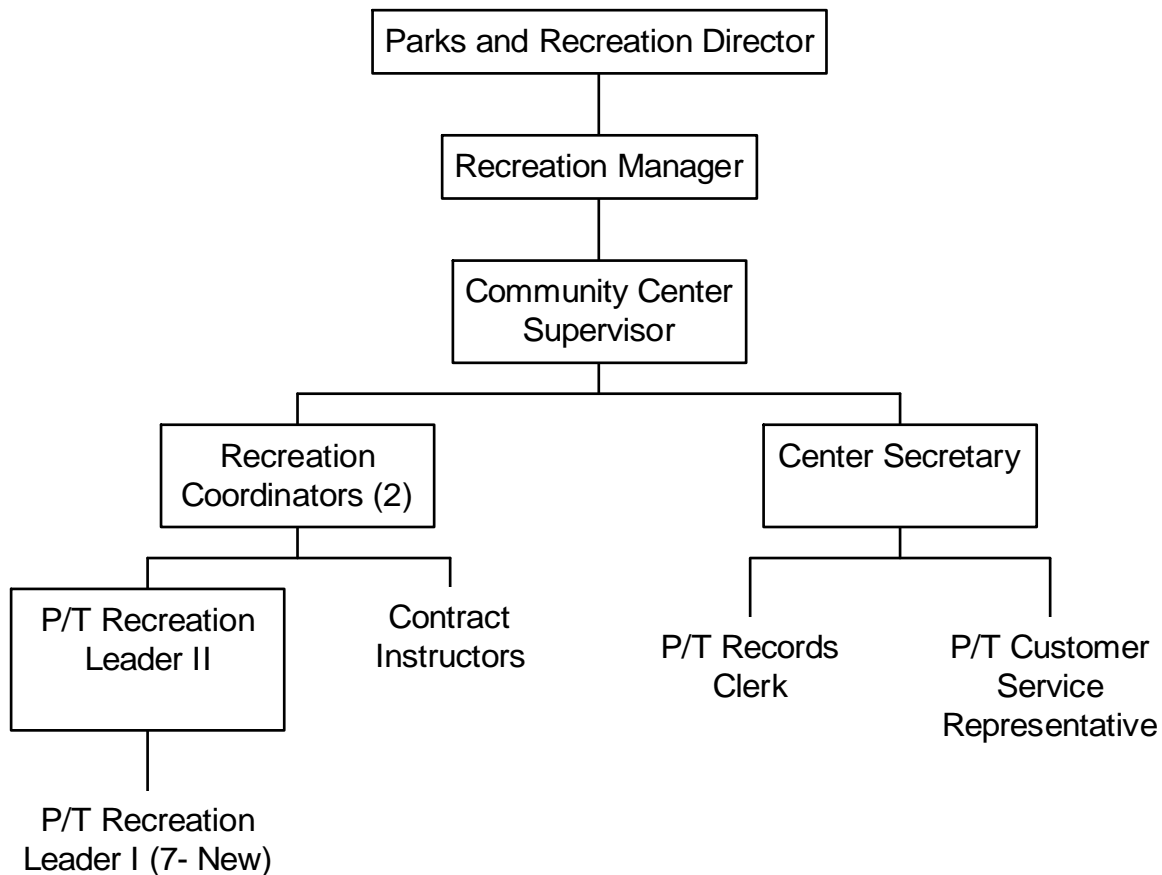 Parks and Recreation Director
Recreation Manager
Community Center
Supervisor
Recreation
Coordinators (2)
Center Secretary
P/T Recreation
Leader II
Contract
Instructors
P/T Records
Clerk
P/T Customer
Service
Representative
P/T Recreation
Leader I (7- New)